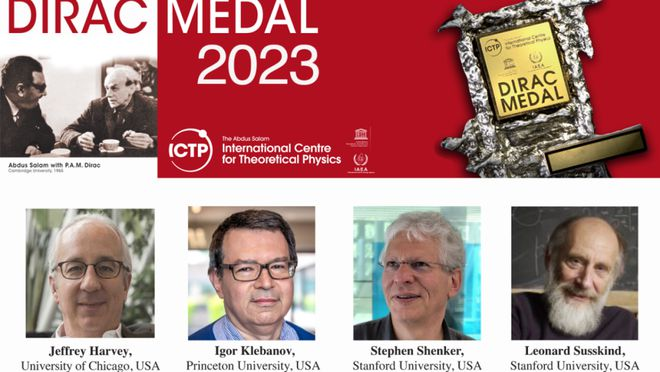 DIRAC MEDAL
2023
Abdus Salam with P.A.M. Dirac
Cambridge University, 1955
ICTP
The Abdus Salam
International Centre
for Theoretical Physics
IAEA
ICTP
International Centre
for Theoretical Physics
IAEA
DIRAC
MEDAL
Jeffrey Harvey,
University of Chicago, USA
Igor Klebanov,
Princeton University, USA
Stephen Shenker,
Stanford University, USA
Leonard Susskind,
Stanford University, USA